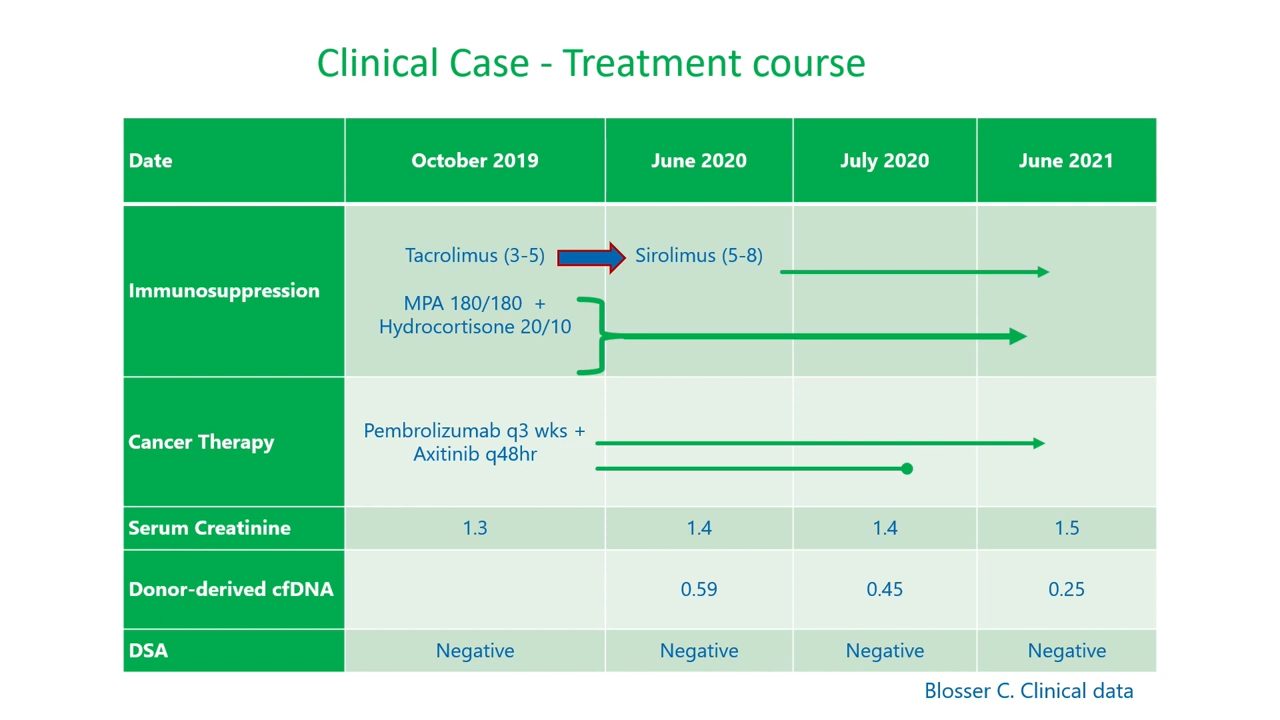 Clinical Case - Treatment course
Date October 2019 June 2020 July 2020 June 2021
Immunosuppression
Tacrolimus (3-5) Sirolimus (5-8)
MPA 180/180 +
Hydrocortisone 20/10
Cancer Therapy
Pembrolizumab q3 wks +
Axitinib q48hr
Serum Creatinine 1.3 1.4 1.4 1.5
Donor-derived cfDNA 0.59 0.45 0.25
DSA Negative Negative Negative Negative
Blosser C. Clinical data